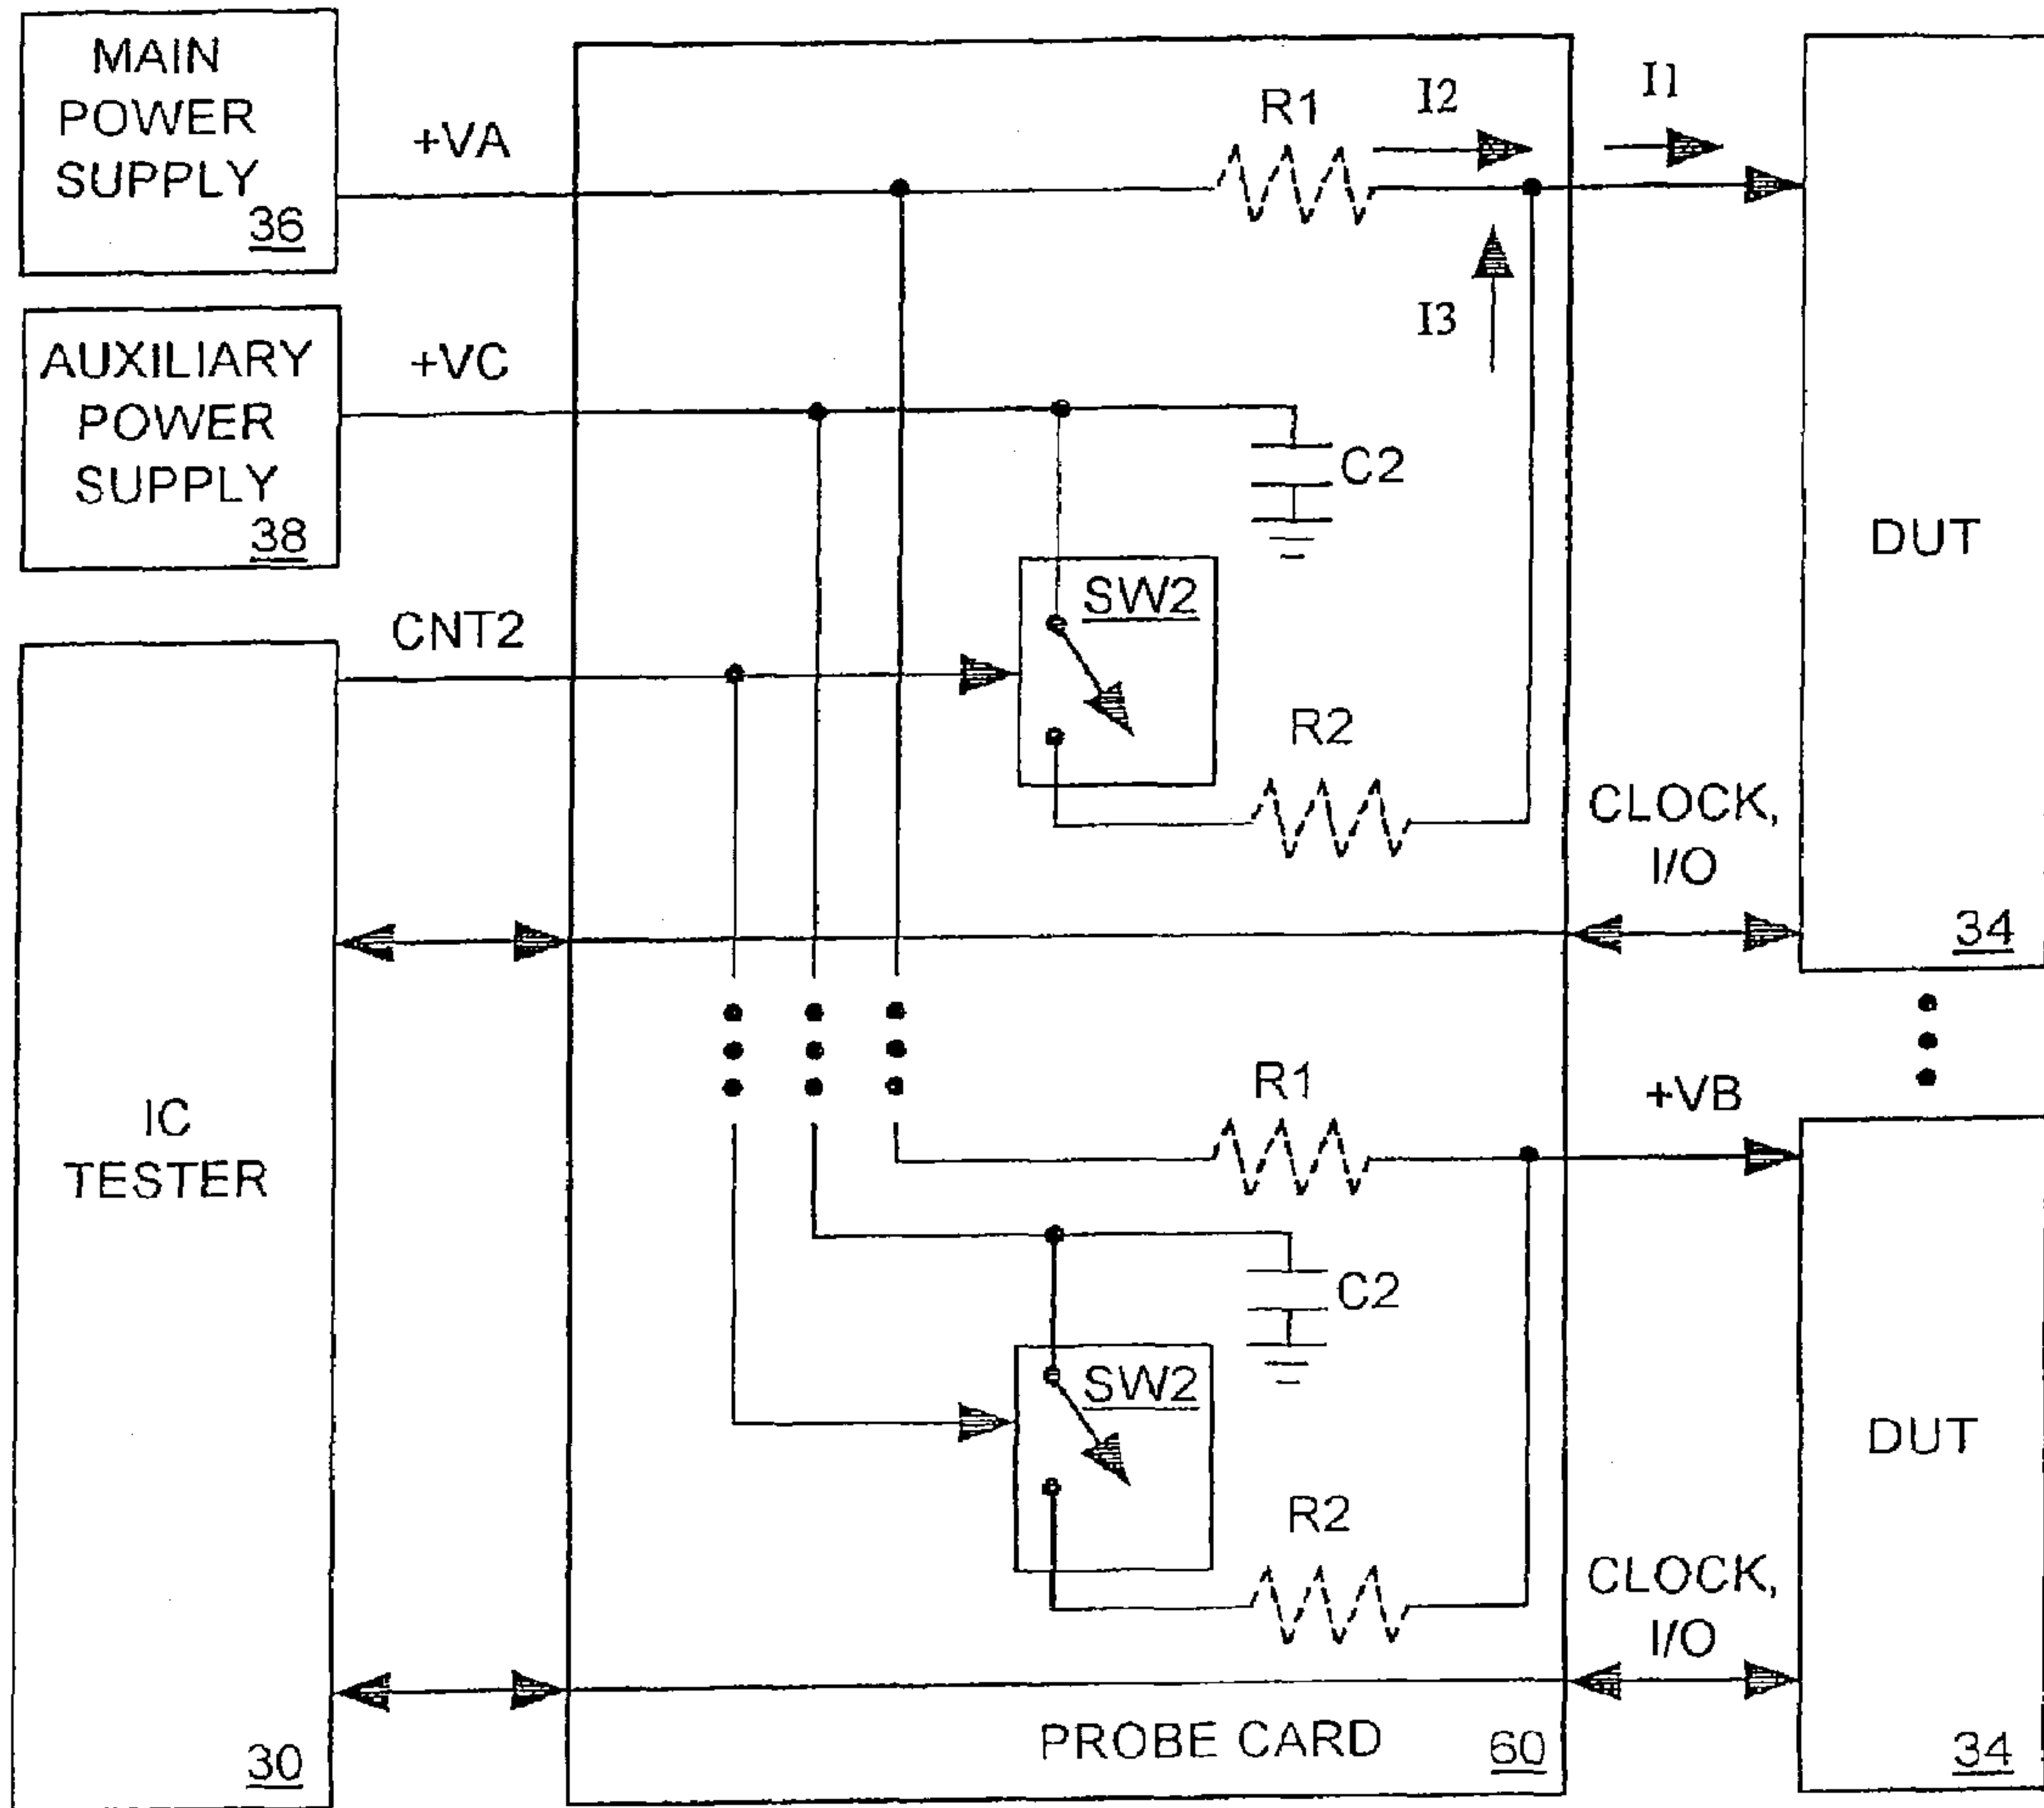 MAIN
POWER
SUPPLY
36
+VA
R1
I2
I1
AUXILIARY
POWER
SUPPLY
38
+VC
I3
C2
DUT
34
CNT2
SW2
R2
CLOCK,
I/O
IC
TESTER
30
R1
+VB
C2
SW2
R2
DUT
34
CLOCK,
I/O
PROBE CARD
60